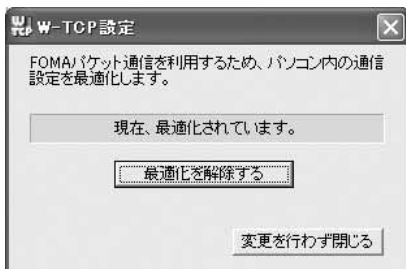 W-TCP設定
FOMAパケット通信を利用するため、パソコン内の通信
設定を最適化します。
現在、最適化されています。
最適化を解除する
変更を行わず閉じる